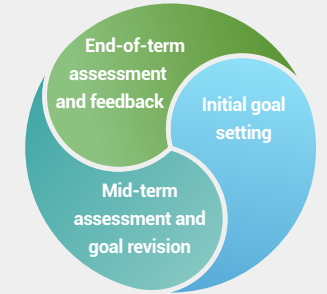 End-of-term
assessment
and feedback
Initial goal
setting
Mid-term
assessment and
goal revision